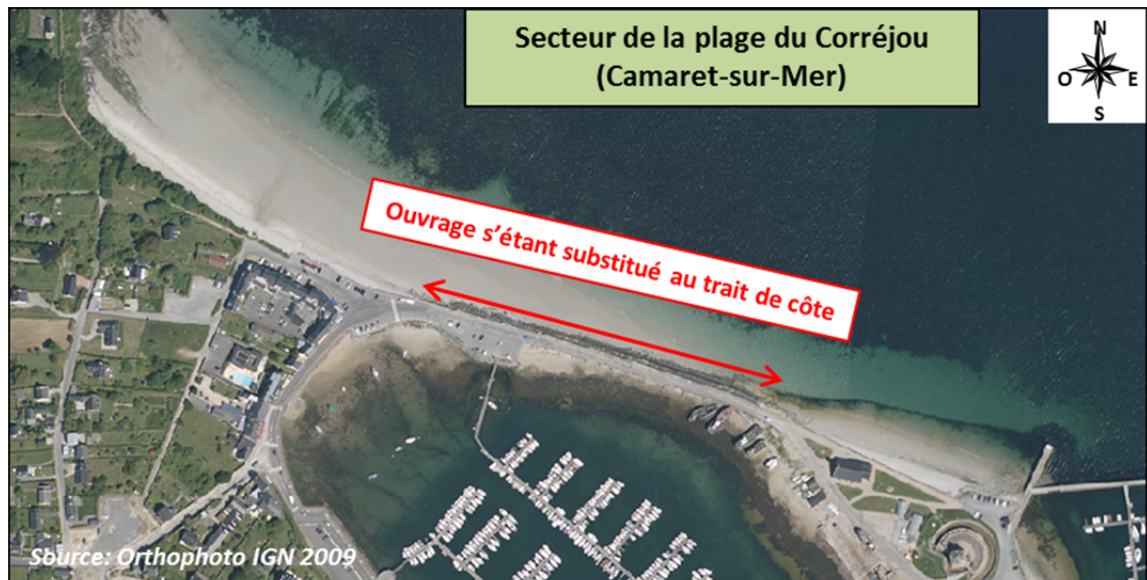 Secteur de la plage du Corréjou
(Camaret-sur-Mer)
N
O E
S
Ouvrage s'étant substitué au trait de côte
Source: Orthophoto IGN 2009